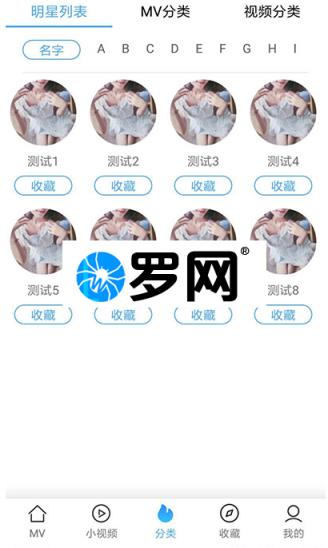 明星列表 MV分类 视频分类
名字 A B C D E F G H I
测试1 测试2 测试3 测试4
收藏 收藏 收藏 收藏
测试5 测试8
罗网®
收藏 收藏 收藏 收藏
MV 小视频 分类 收藏 我的